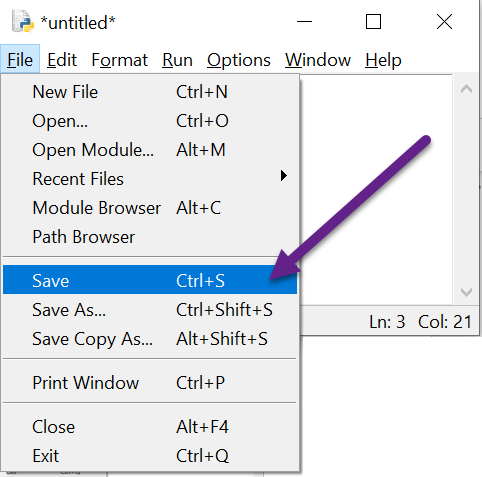 *untitled*
File Edit Format Run Options Window Help
New File Ctrl+N
Open... Ctrl+O
Open Module... Alt+M
Recent Files
Module Browser Alt+C
Path Browser
Save Ctrl+S
Save As... Ctrl+Shift+S
Save Copy As... Alt+Shift+S
Ln: 3 Col: 21
Print Window Ctrl+P
Close Alt+F4
Exit Ctrl+Q